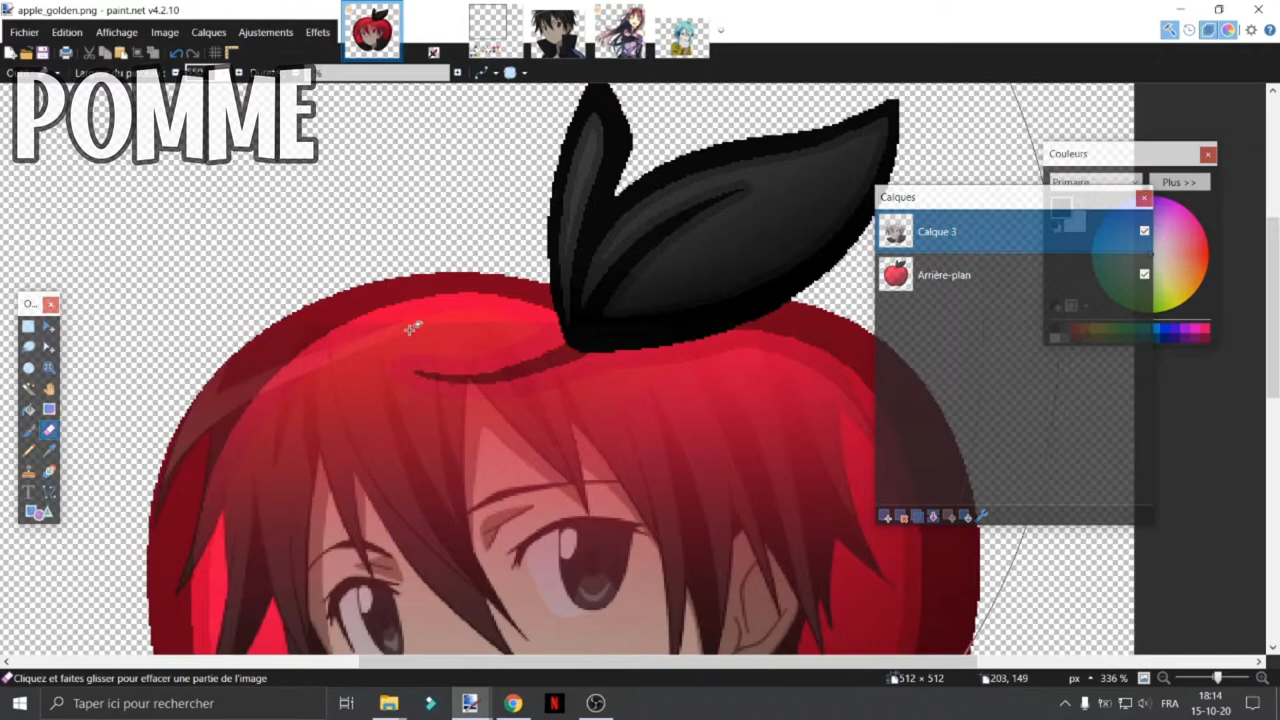 apple_golden.png - paint.net v4.2.10
Fichier Edition Affichage Image Calques Ajustements Effets
POMME
Couleurs
Primaire
Plus >>
Calques
Calque 3
Arrière-plan
O...
Cliquez et faites glisser pour effacer une partie de l'image
512 × 512
203, 149
px
336 %
Taper ici pour rechercher
FRA
18:14
15-10-20